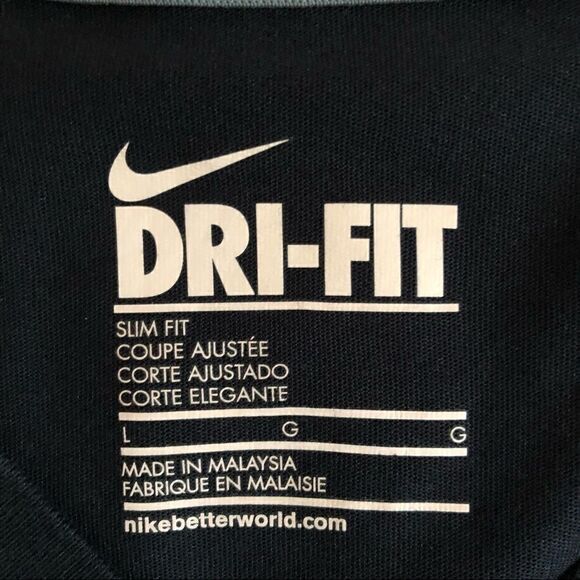 DRI-FIT
SLIM FIT
COUPE AJUSTÉE
CORTE AJUSTADO
CORTE ELEGANTE
L G G
MADE IN MALAYSIA
FABRIQUE EN MALAISIE
nikebetterworld.com